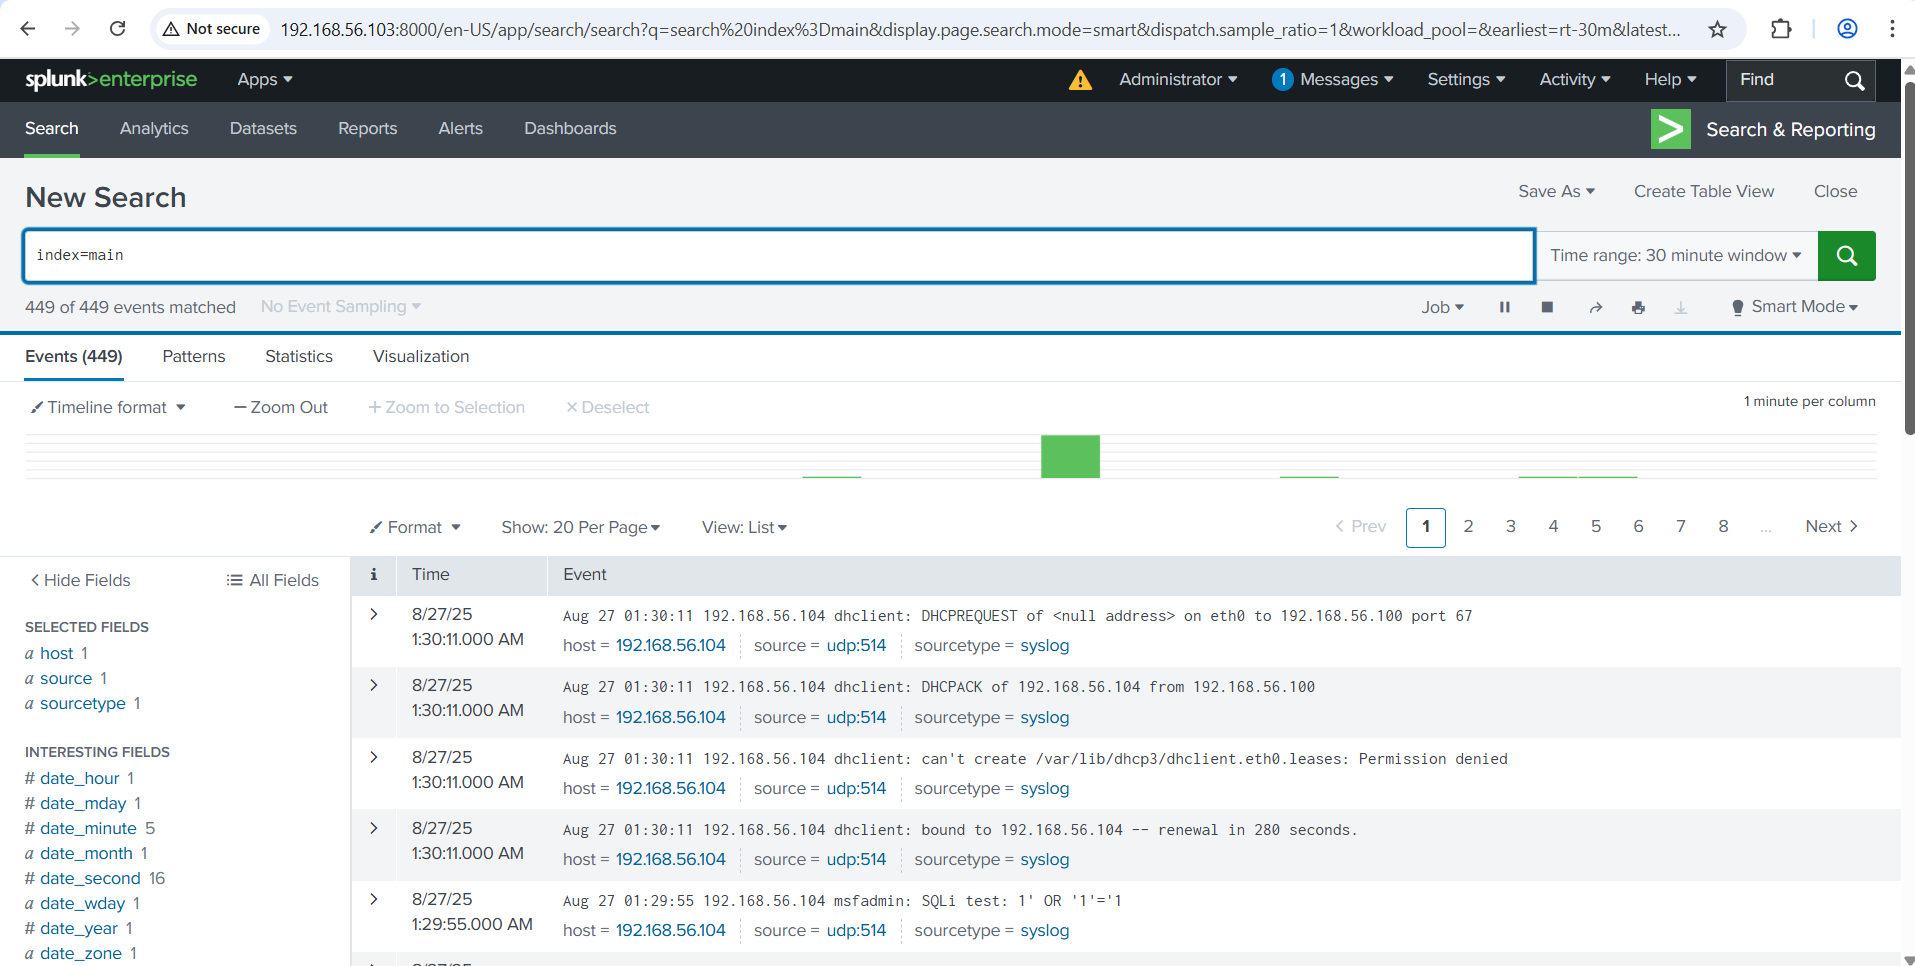 Not secure 192.168.56.103:8000/en-US/app/search/search?q=search%20index%3Dmain&display.page.search.mode=smart&dispatch.sample_ratio=1&workload_pool=&earliest=rt-30m&latest...
splunk>enterprise Apps Administrator 1 Messages Settings Activity Help Find
Search Analytics Datasets Reports Alerts Dashboards > Search & Reporting
New Search Save As Create Table View Close
index=main Time range: 30 minute window
449 of 449 events matched No Event Sampling Job Smart Mode
Events (449) Patterns Statistics Visualization
Timeline format — Zoom Out + Zoom to Selection × Deselect 1 minute per column
Format Show: 20 Per Page View: List < Prev 1 2 3 4 5 6 7 8 ... Next >
< Hide Fields All Fields
SELECTED FIELDS
a host 1
a source 1
a sourcetype 1
INTERESTING FIELDS
# date_hour 1
# date_mday 1
# date_minute 5
a date_month 1
# date_second 16
a date_wday 1
# date_year 1
a date_zone 1
i Time Event
> 8/27/25 Aug 27 01:30:11 192.168.56.104 dhclient: DHCPREQUEST of <null address> on eth0 to 192.168.56.100 port 67
1:30:11.000 AM host = 192.168.56.104 source = udp:514 sourcetype = syslog
> 8/27/25 Aug 27 01:30:11 192.168.56.104 dhclient: DHCPACK of 192.168.56.104 from 192.168.56.100
1:30:11.000 AM host = 192.168.56.104 source = udp:514 sourcetype = syslog
> 8/27/25 Aug 27 01:30:11 192.168.56.104 dhclient: can't create /var/lib/dhcp3/dhclient.eth0.leases: Permission denied
1:30:11.000 AM host = 192.168.56.104 source = udp:514 sourcetype = syslog
> 8/27/25 Aug 27 01:30:11 192.168.56.104 dhclient: bound to 192.168.56.104 -- renewal in 280 seconds.
1:30:11.000 AM host = 192.168.56.104 source = udp:514 sourcetype = syslog
> 8/27/25 Aug 27 01:29:55 192.168.56.104 msfadmin: SQLi test: 1' OR '1'='1
1:29:55.000 AM host = 192.168.56.104 source = udp:514 sourcetype = syslog